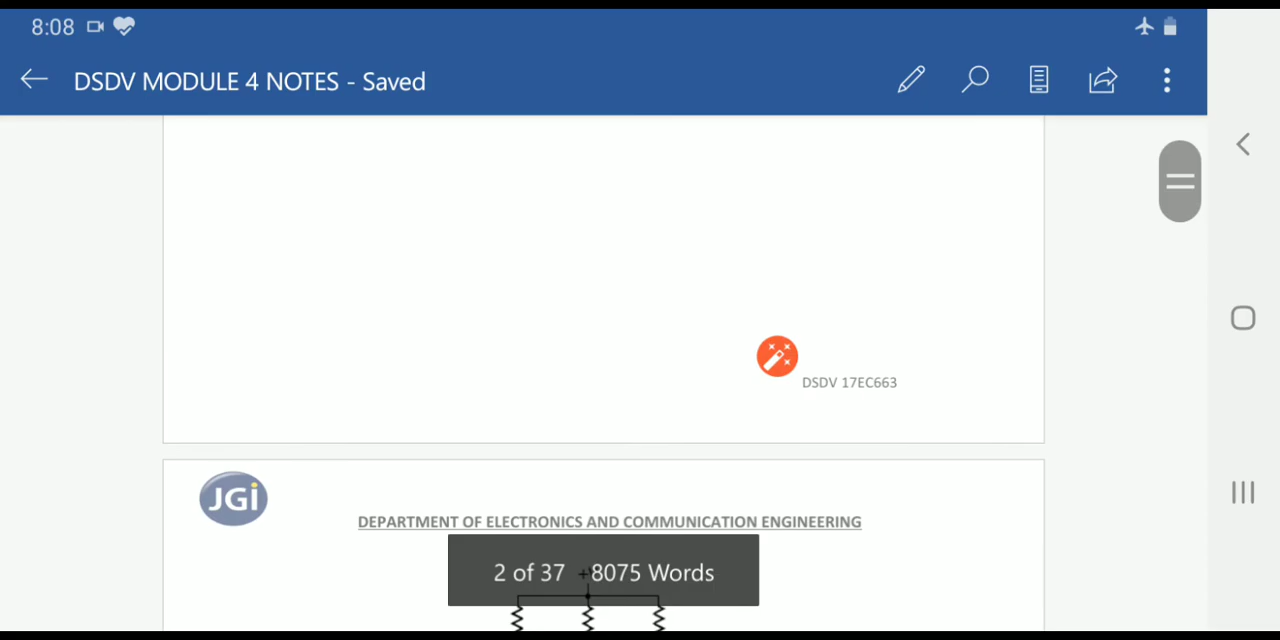 8:08
DSDV MODULE 4 NOTES - Saved
DSDV 17EC663
JGi
DEPARTMENT OF ELECTRONICS AND COMMUNICATION ENGINEERING
2 of 37 8075 Words